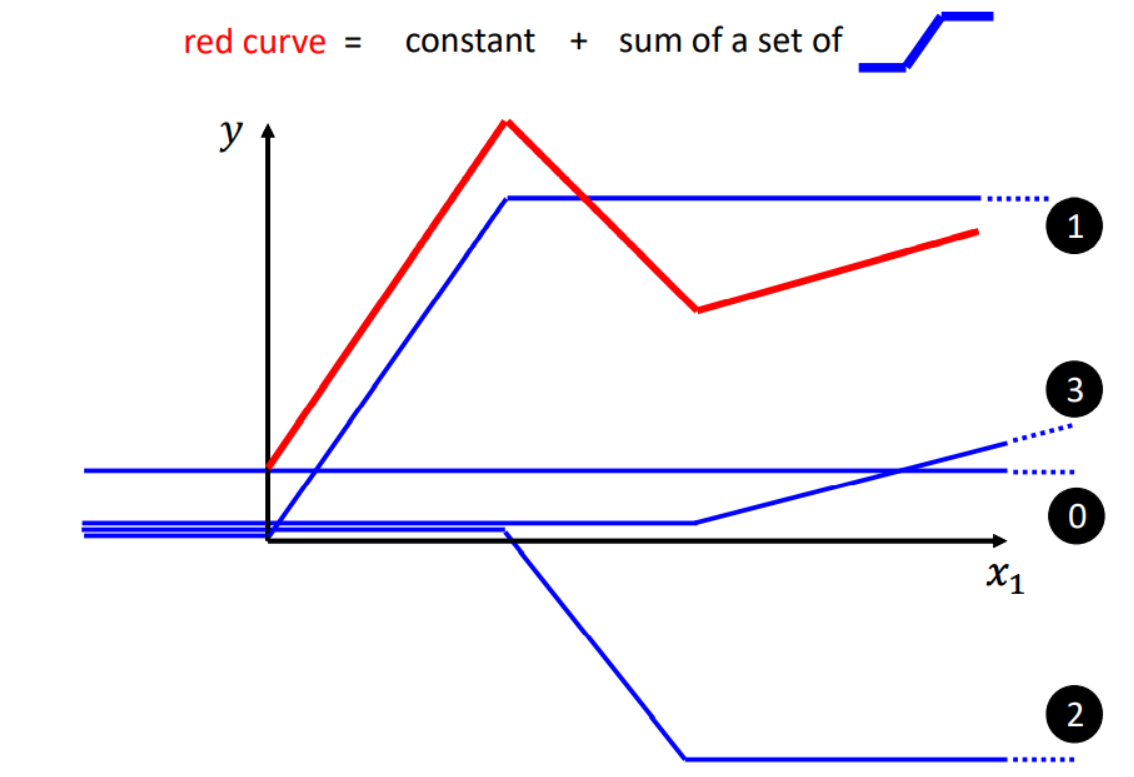 red curve = constant + sum of a set of
y
1
3
0
x₁
2